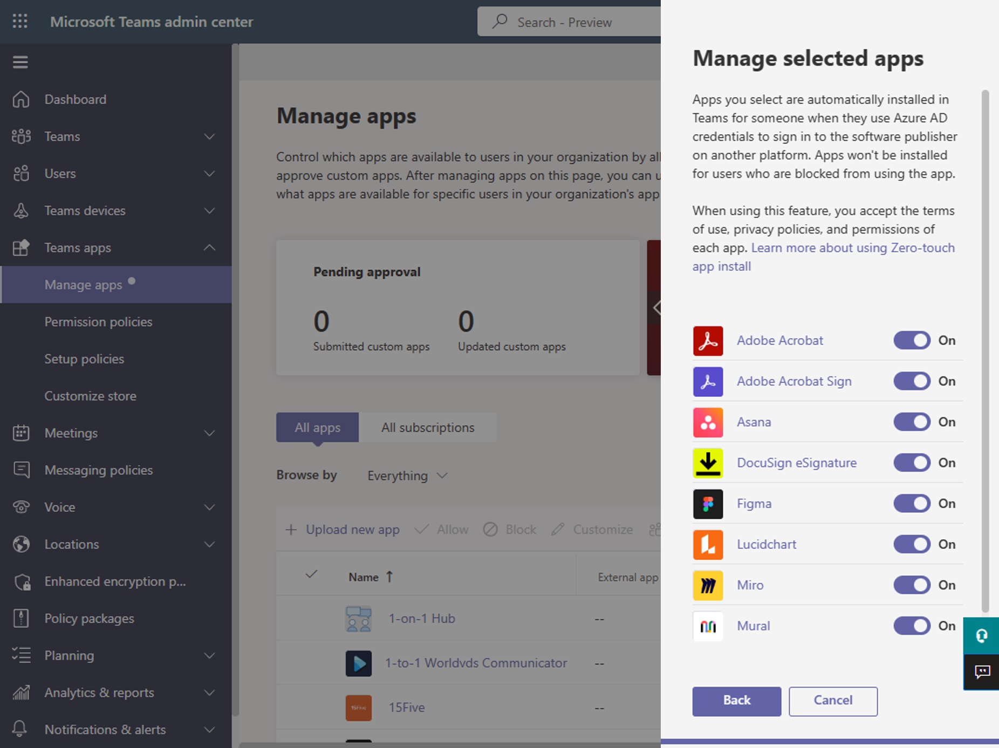 Microsoft Teams admin center
Search - Preview
Dashboard
Teams
Users
Teams devices
Teams apps
Manage apps
Permission policies
Setup policies
Customize store
Meetings
Messaging policies
Voice
Locations
Enhanced encryption p...
Policy packages
Planning
Analytics & reports
Notifications & alerts
Manage apps
Control which apps are available to users in your organization by all
approve custom apps. After managing apps on this page, you can u
what apps are available for specific users in your organization's app
Pending approval
0
0
Submitted custom apps
Updated custom apps
All apps
All subscriptions
Browse by
Everything
+ Upload new app
Allow
Block
Customize
Name ↑
External app
1-on-1 Hub
--
1-to-1 Worldvds Communicator
--
15Five
15Five
--
Manage selected apps
Apps you select are automatically installed in
Teams for someone when they use Azure AD
credentials to sign in to the software publisher
on another platform. Apps won't be installed
for users who are blocked from using the app.
When using this feature, you accept the terms
of use, privacy policies, and permissions of
each app. Learn more about using Zero-touch
app install
Adobe Acrobat
On
Adobe Acrobat Sign
On
Asana
On
DocuSign eSignature
On
Figma
On
Lucidchart
On
Miro
On
Mural
On
Back
Cancel